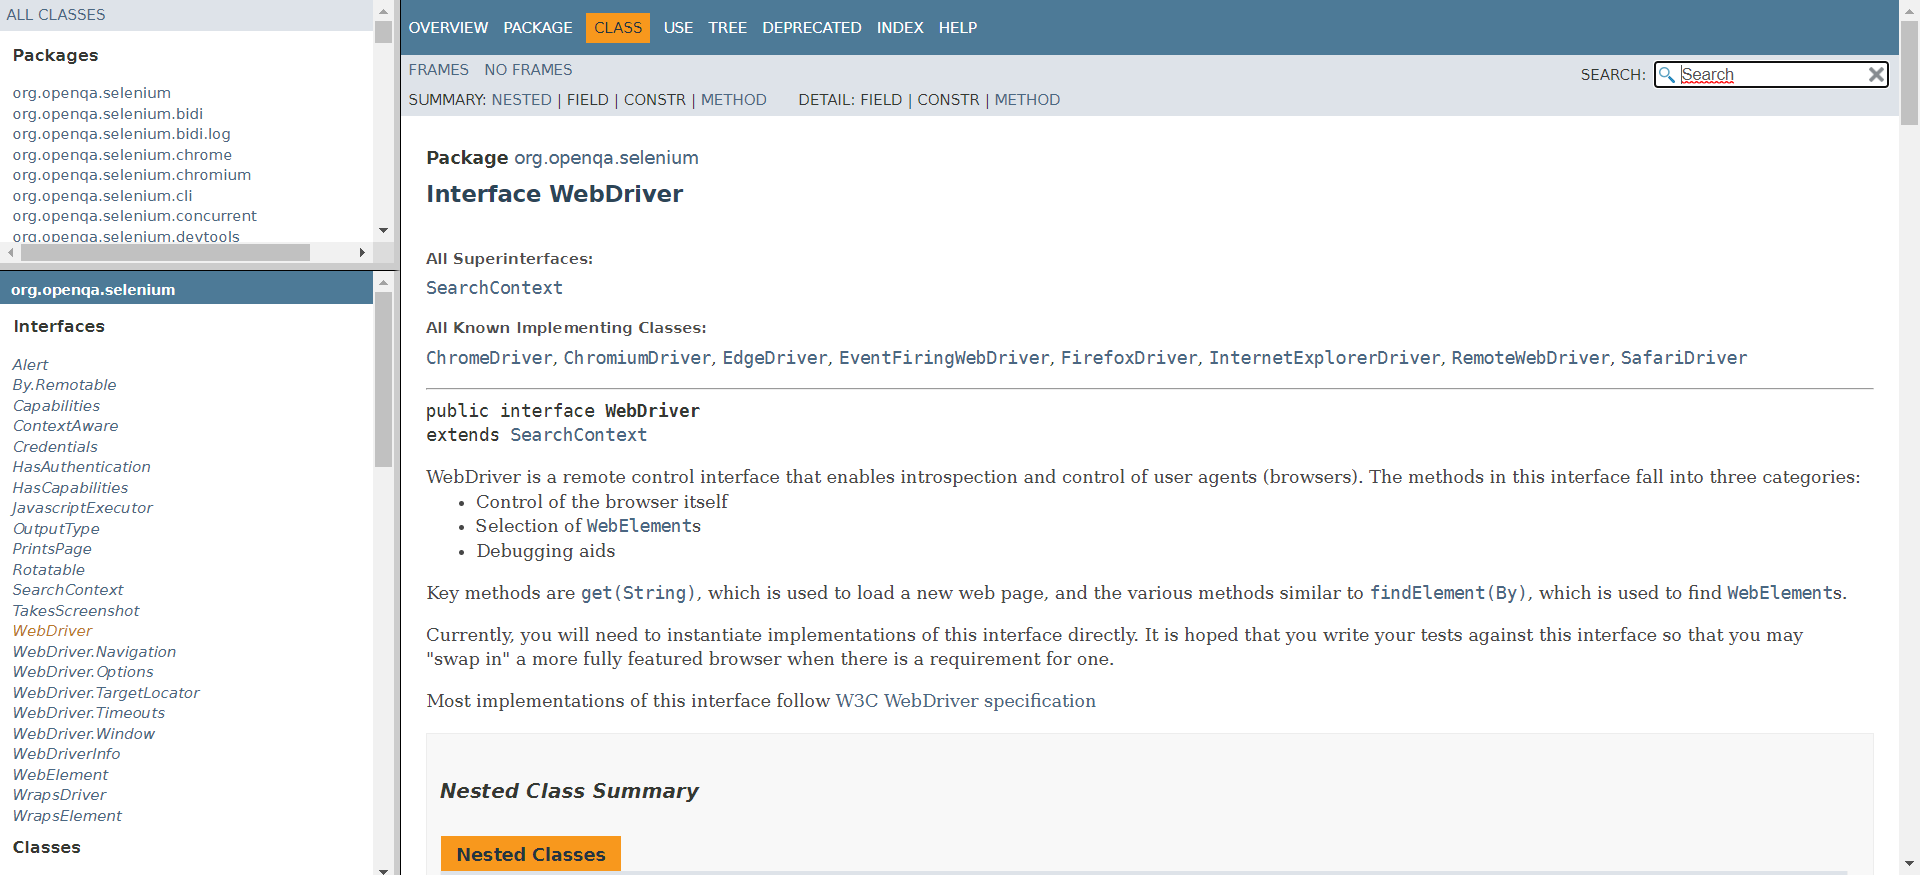 ALL CLASSES
Packages
org.openqa.selenium
org.openqa.selenium.bidi
org.openqa.selenium.bidi.log
org.openqa.selenium.chrome
org.openqa.selenium.chromium
org.openqa.selenium.cli
org.openqa.selenium.concurrent
org.openqa.selenium.devtools
org.openqa.selenium
Interfaces
Alert
By.Remotable
Capabilities
ContextAware
Credentials
HasAuthentication
HasCapabilities
JavascriptExecutor
OutputType
PrintsPage
Rotatable
SearchContext
TakesScreenshot
WebDriver
WebDriver.Navigation
WebDriver.Options
WebDriver.TargetLocator
WebDriver.Timeouts
WebDriver.Window
WebDriverInfo
WebElement
WrapsDriver
WrapsElement
Classes
OVERVIEW PACKAGE CLASS USE TREE DEPRECATED INDEX HELP
FRAMES NO FRAMES
SEARCH: Search
SUMMARY: NESTED | FIELD | CONSTR | METHOD DETAIL: FIELD | CONSTR | METHOD
Package org.openqa.selenium
Interface WebDriver
All Superinterfaces:
SearchContext
All Known Implementing Classes:
ChromeDriver, ChromiumDriver, EdgeDriver, EventFiringWebDriver, FirefoxDriver, InternetExplorerDriver, RemoteWebDriver, SafariDriver
public interface WebDriver
extends SearchContext
WebDriver is a remote control interface that enables introspection and control of user agents (browsers). The methods in this interface fall into three categories:
• Control of the browser itself
• Selection of WebElements
• Debugging aids
Key methods are get(String), which is used to load a new web page, and the various methods similar to findElement(By), which is used to find WebElements.
Currently, you will need to instantiate implementations of this interface directly. It is hoped that you write your tests against this interface so that you may
"swap in" a more fully featured browser when there is a requirement for one.
Most implementations of this interface follow W3C WebDriver specification
Nested Class Summary
Nested Classes